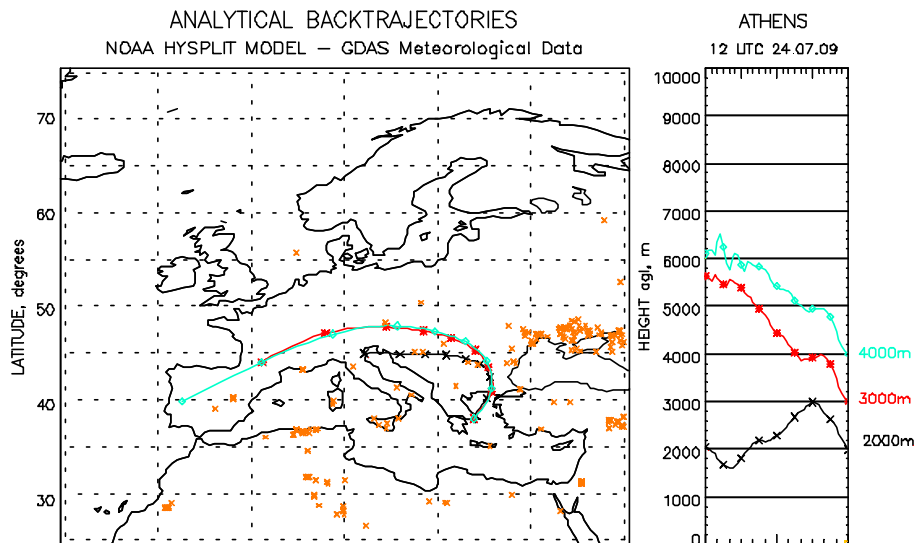 ANALYTICAL BACKTRAJECTORIES
NOAA HYSPLIT MODEL – GDAS Meteorological Data
ATHENS
12 UTC 24.07.09
LATITUDE, degrees
70
60
50
40
30
HEIGHT agl, m
10000
9000
8000
7000
6000
5000
4000
3000
2000
1000
0
4000m
3000m
2000m